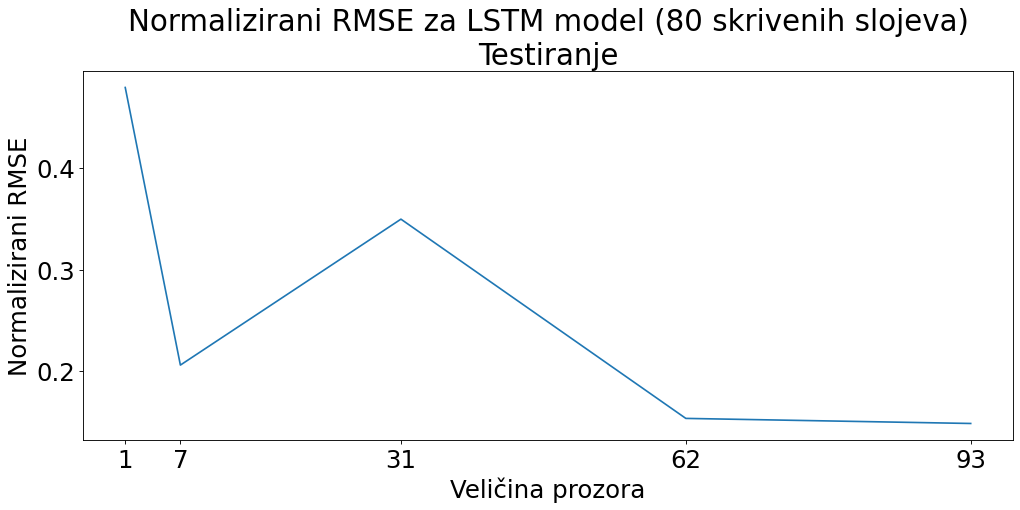 Normalizirani RMSE za LSTM model (80 skrivenih slojeva)
Testiranje
Normalizirani RMSE
0.4
0.3
0.2
1 7 31 62 93
Veličina prozora